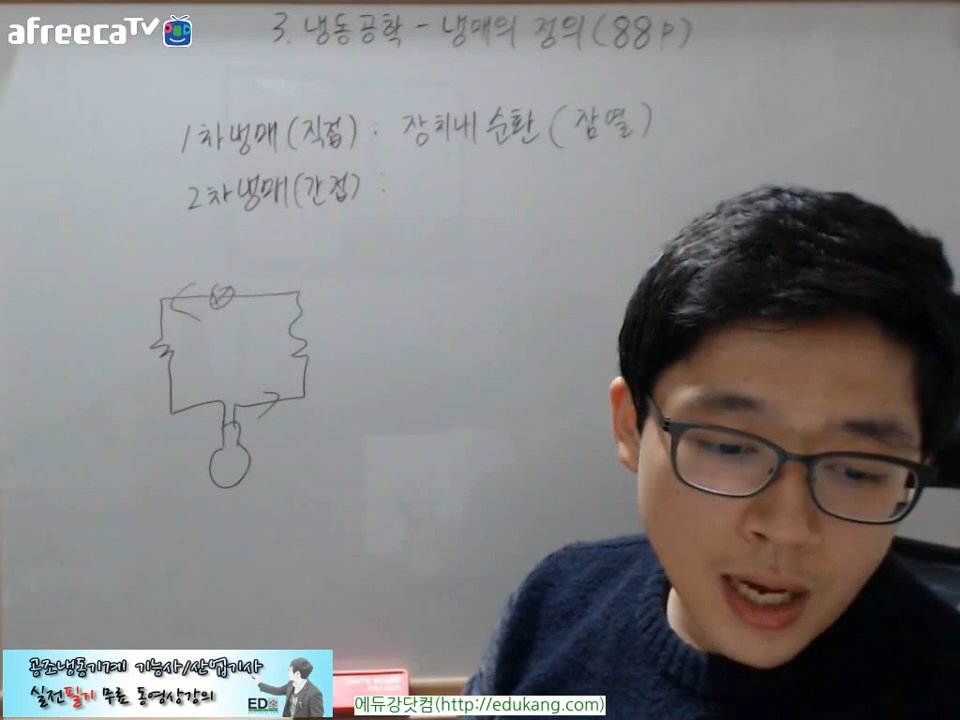 afreecaTV
3. 냉동공학 - 냉매의 정의(88p)
1차냉매(직접) : 장치내 순환(잠열)
2차냉매(간접) :
공조냉동기계 기능사/산업기사
실전필기 무료 동영상강의
에듀강닷컴(http://edukang.com)